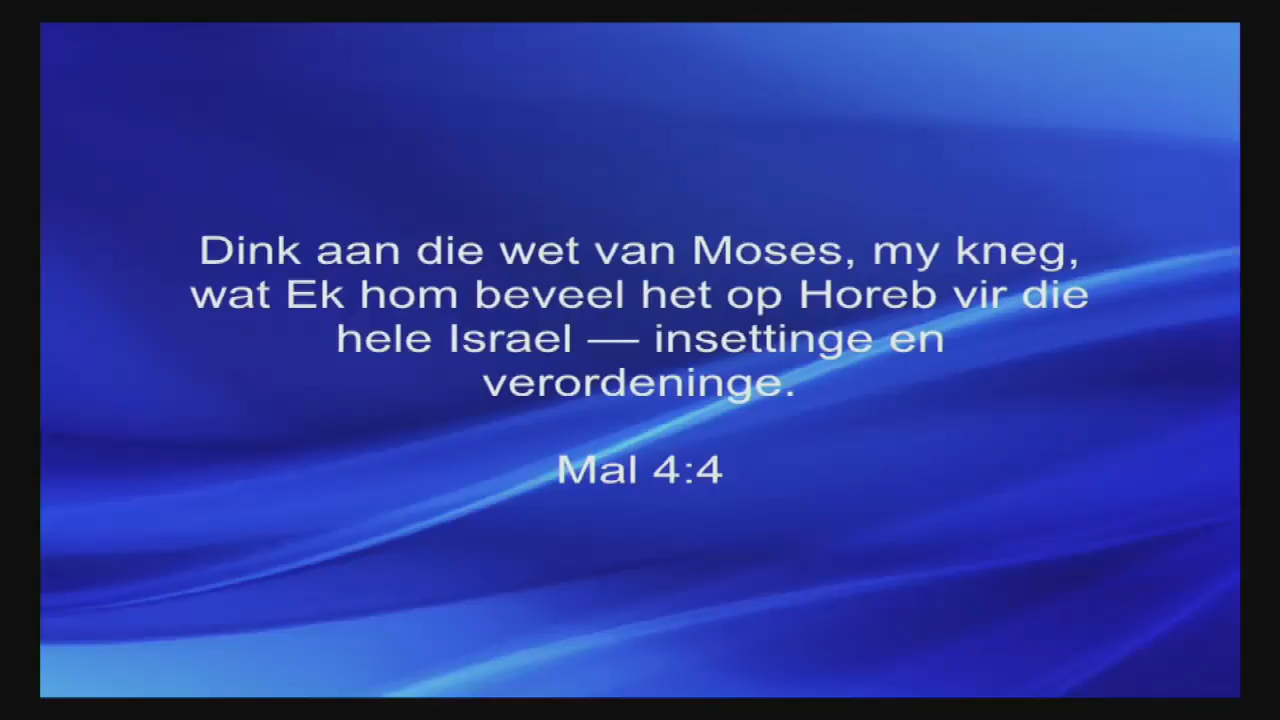 Dink aan die wet van Moses, my kneg,
wat Ek hom beveel het op Horeb vir die
hele Israel — insettinge en
verordeninge.
Mal 4:4